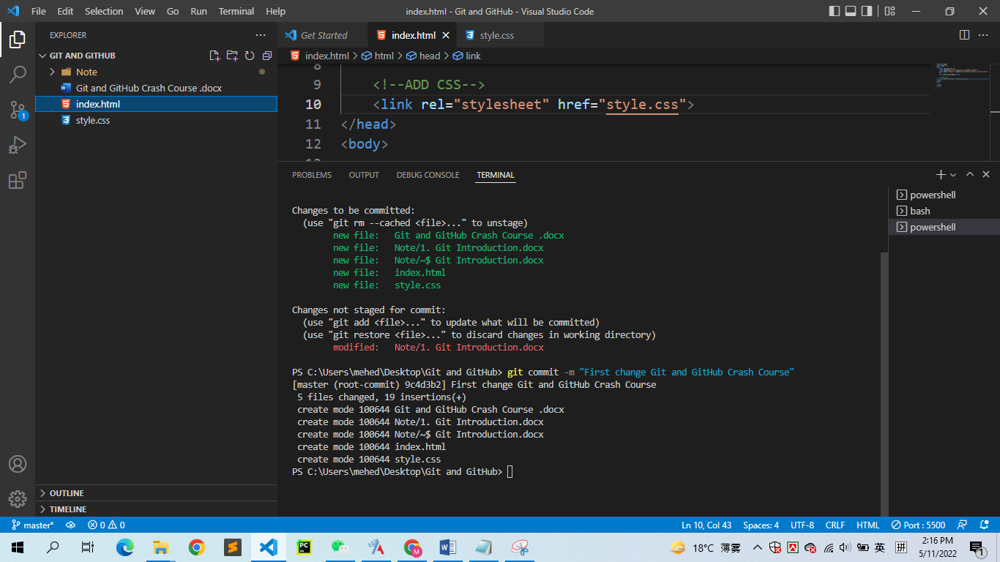 File Edit Selection View Go Run Terminal Help
index.html - Git and GitHub - Visual Studio Code
EXPLORER
GIT AND GITHUB
Note
Git and GitHub Crash Course .docx
index.html
style.css
1
OUTLINE
TIMELINE
Get Started index.html style.css
index.html > html > head > link
8
9 <!--ADD CSS-->
10 <link rel="stylesheet" href="style.css">
11 </head>
12 <body>
PROBLEMS OUTPUT DEBUG CONSOLE TERMINAL
powershell
bash
powershell
Changes to be committed:
(use "git rm --cached <file>..." to unstage)
new file: Git and GitHub Crash Course .docx
new file: Note/1. Git Introduction.docx
new file: Note/~$ Git Introduction.docx
new file: index.html
new file: style.css
Changes not staged for commit:
(use "git add <file>..." to update what will be committed)
(use "git restore <file>..." to discard changes in working directory)
modified: Note/1. Git Introduction.docx
PS C:\Users\mehed\Desktop\Git and GitHub> git commit -m "First change Git and GitHub Crash Course"
[master (root-commit) 9c4d3b2] First change Git and GitHub Crash Course
5 files changed, 19 insertions(+)
create mode 100644 Git and GitHub Crash Course .docx
create mode 100644 Note/1. Git Introduction.docx
create mode 100644 Note/~$ Git Introduction.docx
create mode 100644 index.html
create mode 100644 style.css
PS C:\Users\mehed\Desktop\Git and GitHub>
master* 0 0 Ln 10, Col 43 Spaces: 4 UTF-8 CRLF HTML Port : 5500
18°C 薄雾 英 拼 2:16 PM
5/11/2022
1